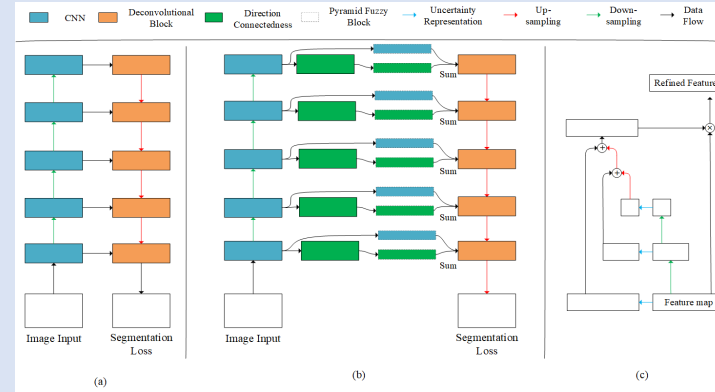 CNN
Deconvolutional
Block
Direction
Connectedness
Pyramid Fuzzy
Block
Uncertainty
Representation
Up-
sampling
Down-
sampling
Data
Flow
Image Input
Segmentation
Loss
(a)
Sum
Sum
Sum
Sum
Sum
Image Input
Segmentation
Loss
(b)
Refined Feature
Feature map
(c)